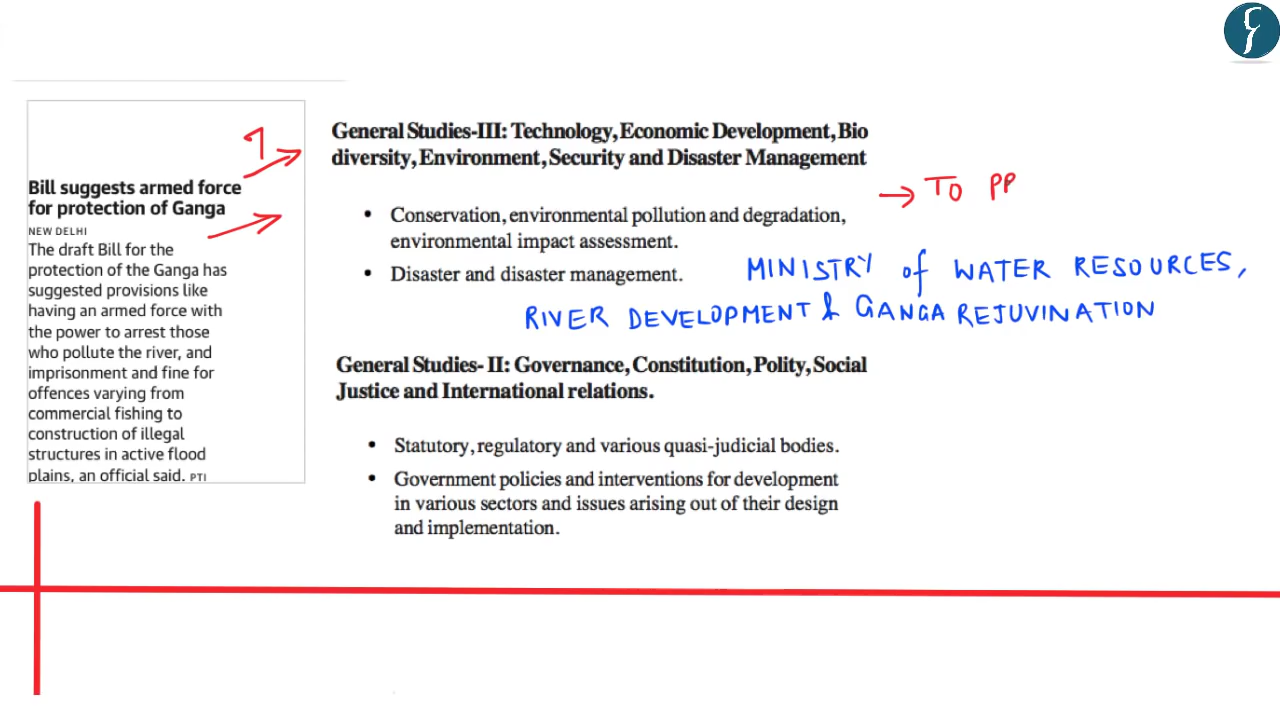 Bill suggests armed force
for protection of Ganga
NEW DELHI
The draft Bill for the
protection of the Ganga has
suggested provisions like
having an armed force with
the power to arrest those
who pollute the river, and
imprisonment and fine for
offences varying from
commercial fishing to
construction of illegal
structures in active flood
plains, an official said. PTI
General Studies-III: Technology, Economic Development, Bio
diversity, Environment, Security and Disaster Management
→ TO PP
• Conservation, environmental pollution and degradation,
environmental impact assessment.
• Disaster and disaster management.
MINISTRY of WATER RESOURCES,
RIVER DEVELOPMENT & GANGA REJUVINATION
General Studies- II: Governance, Constitution, Polity, Social
Justice and International relations.
• Statutory, regulatory and various quasi-judicial bodies.
• Government policies and interventions for development
in various sectors and issues arising out of their design
and implementation.